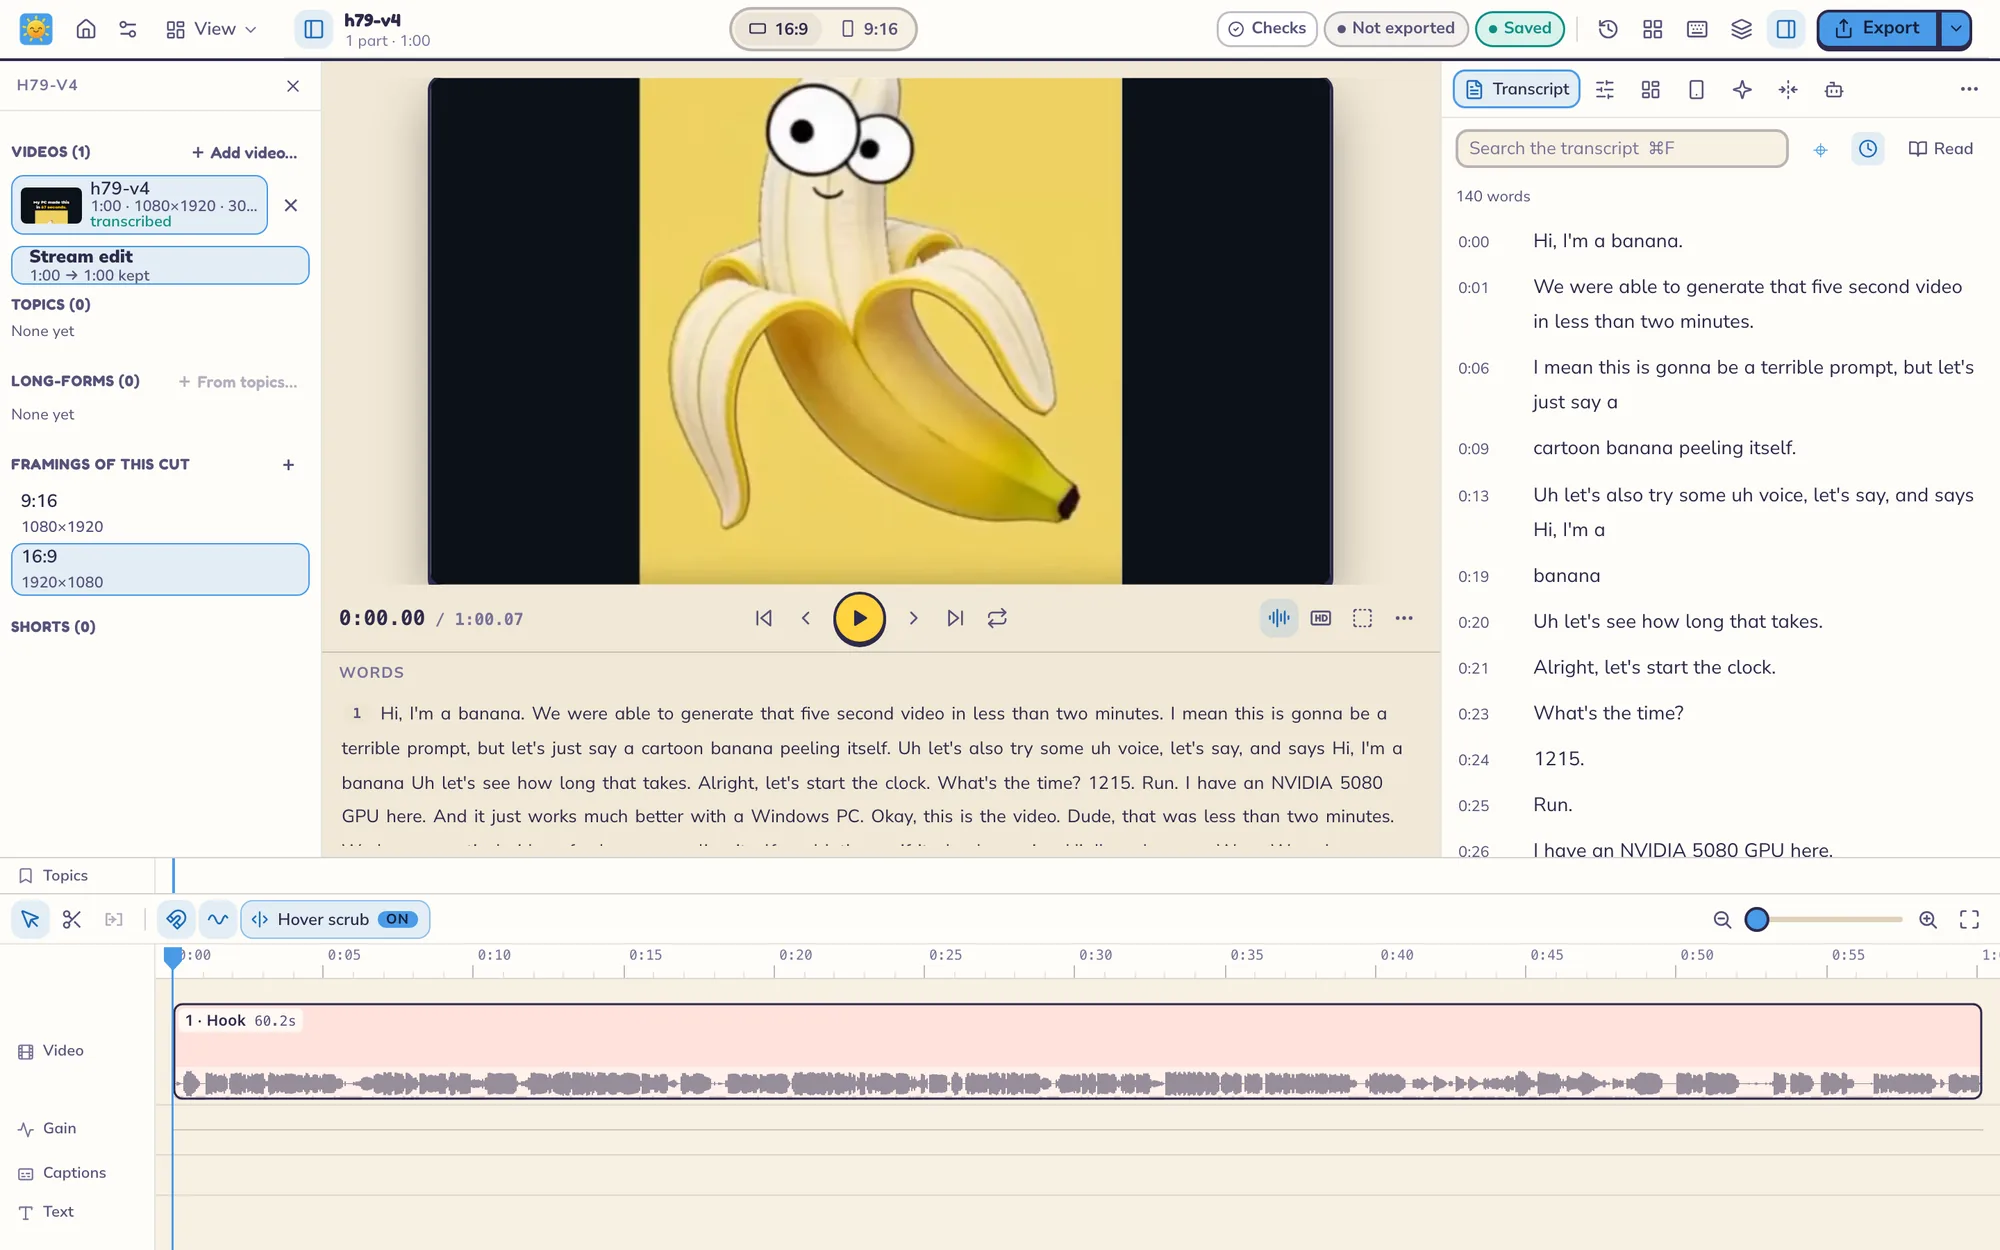 View
h79-v4
1 part · 1:00
16:9
9:16
Checks
Not exported
Saved
Export
H79-V4
VIDEOS (1)
+ Add video...
h79-v4
1:00 · 1080×1920 · 30...
transcribed
Stream edit
1:00 → 1:00 kept
TOPICS (0)
None yet
LONG-FORMS (0)
+ From topics...
None yet
FRAMINGS OF THIS CUT
9:16
1080×1920
16:9
1920×1080
SHORTS (0)
0:00.00 / 1:00.07
HD
WORDS
1 Hi, I'm a banana. We were able to generate that five second video in less than two minutes. I mean this is gonna be a
terrible prompt, but let's just say a cartoon banana peeling itself. Uh let's also try some uh voice, let's say, and says Hi, I'm a
banana Uh let's see how long that takes. Alright, let's start the clock. What's the time? 1215. Run. I have an NVIDIA 5080
GPU here. And it just works much better with a Windows PC. Okay, this is the video. Dude, that was less than two minutes.
Transcript
Search the transcript ⌘F
Read
140 words
0:00 Hi, I'm a banana.
0:01 We were able to generate that five second video
in less than two minutes.
0:06 I mean this is gonna be a terrible prompt, but let's
just say a
0:09 cartoon banana peeling itself.
0:13 Uh let's also try some uh voice, let's say, and says
Hi, I'm a
0:19 banana
0:20 Uh let's see how long that takes.
0:21 Alright, let's start the clock.
0:23 What's the time?
0:24 1215.
0:25 Run.
0:26 I have an NVIDIA 5080 GPU here.
Topics
Hover scrub ON
0:00 0:05 0:10 0:15 0:20 0:25 0:30 0:35 0:40 0:45 0:50 0:55
1 · Hook 60.2s
Video
Gain
Captions
Text